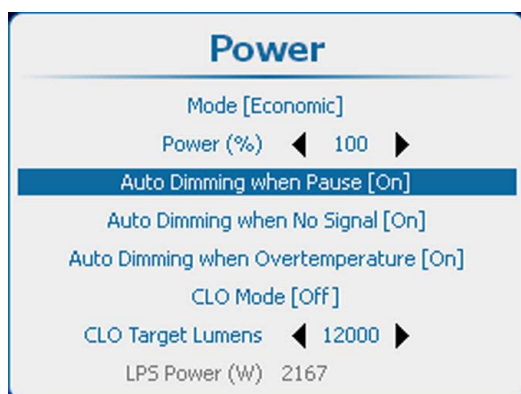 Power
Mode [Economic]
Power (%) 100
Auto Dimming when Pause [On]
Auto Dimming when No Signal [On]
Auto Dimming when Overtemperature [On]
CLO Mode [Off]
CLO Target Lumens 12000
LPS Power (W) 2167